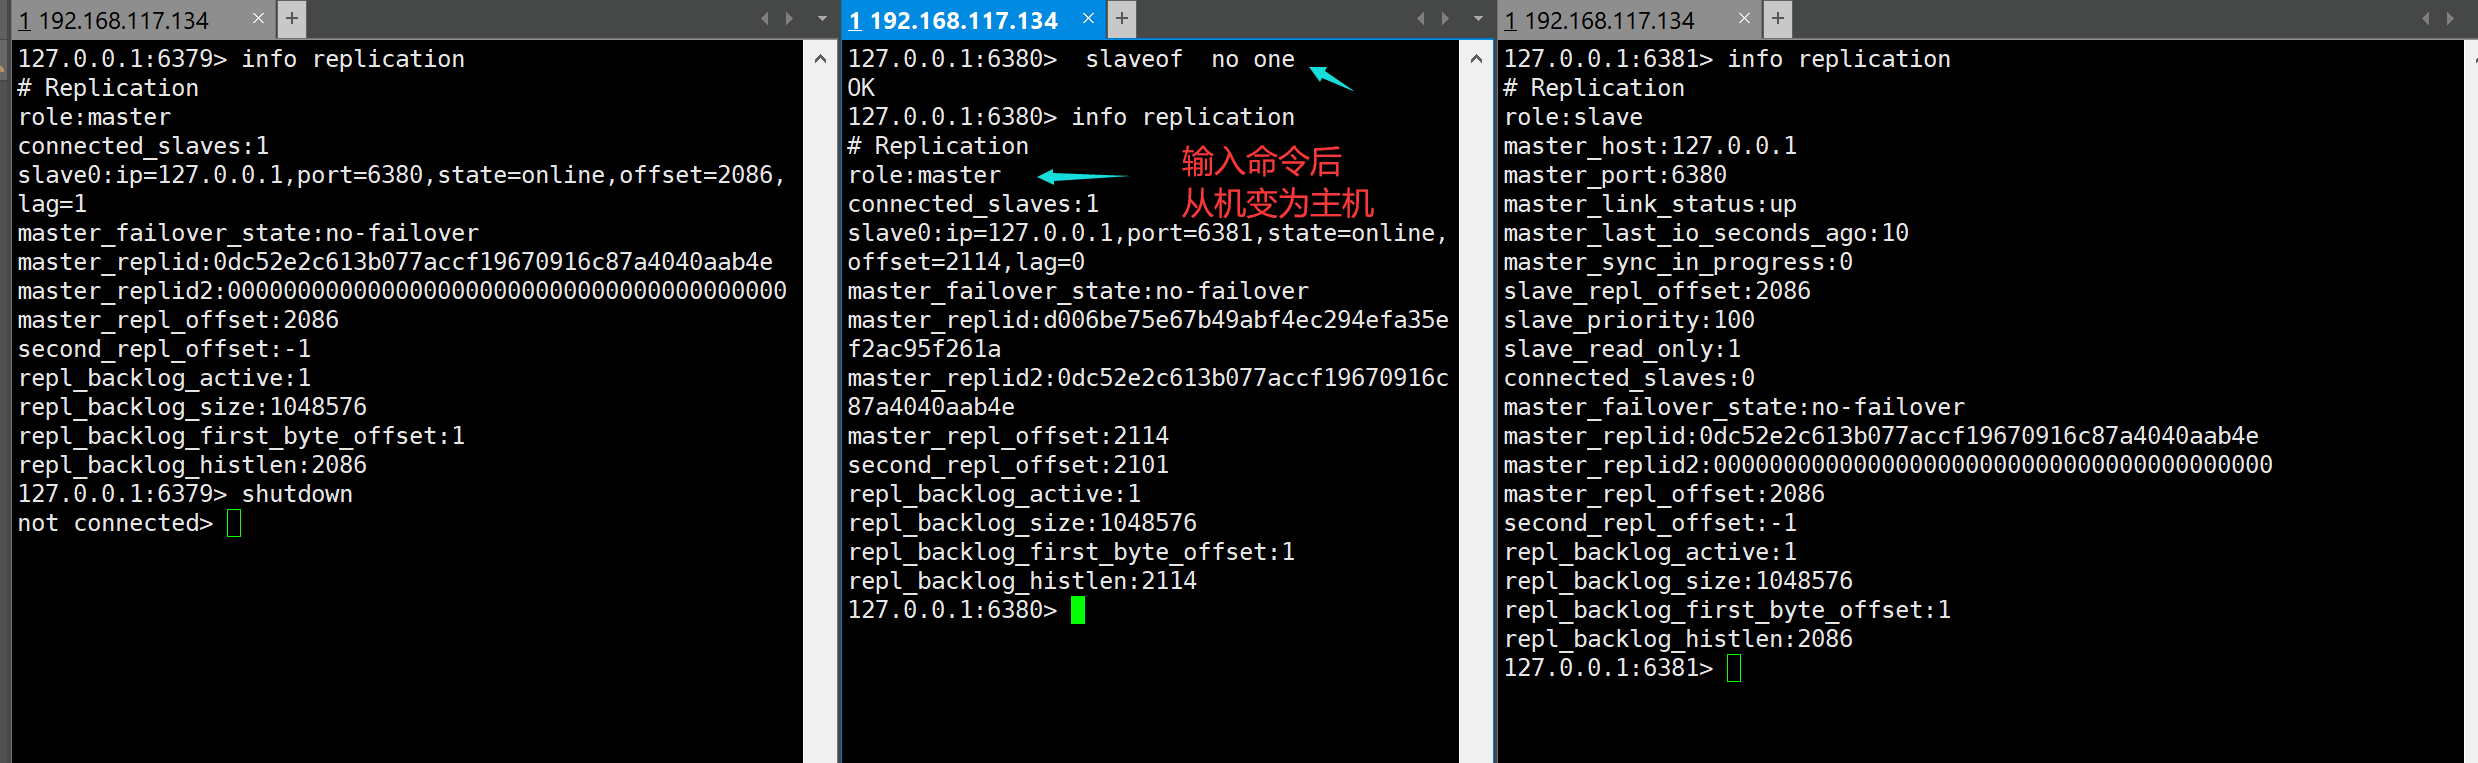 1 192.168.117.134
127.0.0.1:6379> info replication
# Replication
role:master
connected_slaves:1
slave0:ip=127.0.0.1,port=6380,state=online,offset=2086,
lag=1
master_failover_state:no-failover
master_replid:0dc52e2c613b077accf19670916c87a4040aab4e
master_replid2:0000000000000000000000000000000000000000
master_repl_offset:2086
second_repl_offset:-1
repl_backlog_active:1
repl_backlog_size:1048576
repl_backlog_first_byte_offset:1
repl_backlog_histlen:2086
127.0.0.1:6379> shutdown
not connected>
1 192.168.117.134
127.0.0.1:6380>  slaveof  no one
OK
127.0.0.1:6380> info replication
# Replication
role:master
输入命令后
从机变为主机
connected_slaves:1
slave0:ip=127.0.0.1,port=6381,state=online,
offset=2114,lag=0
master_failover_state:no-failover
master_replid:d006be75e67b49abf4ec294efa35e
f2ac95f261a
master_replid2:0dc52e2c613b077accf19670916c
87a4040aab4e
master_repl_offset:2114
second_repl_offset:2101
repl_backlog_active:1
repl_backlog_size:1048576
repl_backlog_first_byte_offset:1
repl_backlog_histlen:2114
127.0.0.1:6380>
1 192.168.117.134
127.0.0.1:6381> info replication
# Replication
role:slave
master_host:127.0.0.1
master_port:6380
master_link_status:up
master_last_io_seconds_ago:10
master_sync_in_progress:0
slave_repl_offset:2086
slave_priority:100
slave_read_only:1
connected_slaves:0
master_failover_state:no-failover
master_replid:0dc52e2c613b077accf19670916c87a4040aab4e
master_replid2:0000000000000000000000000000000000000000
master_repl_offset:2086
second_repl_offset:-1
repl_backlog_active:1
repl_backlog_size:1048576
repl_backlog_first_byte_offset:1
repl_backlog_histlen:2086
127.0.0.1:6381>